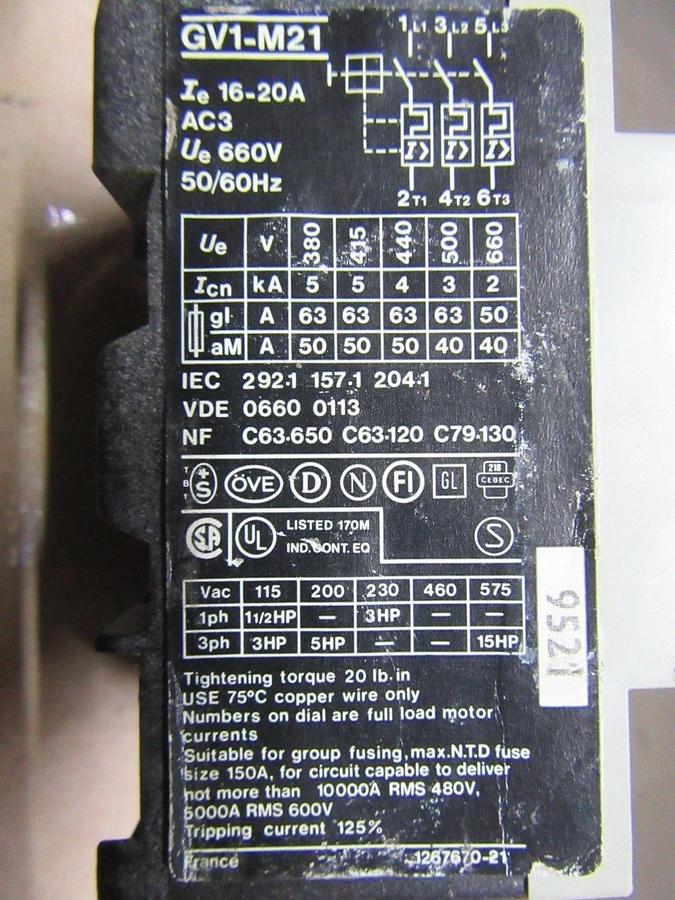 GV1-M21
1 L1 3 L2 5 L3
Ie 16-20A
AC3
Ue 660V
50/60Hz
I> I> I>
2 T1 4 T2 6 T3
Ue V 380 415 440 500 660
Icn kA 5 5 4 3 2
gl A 63 63 63 63 50
aM A 50 50 50 40 40
IEC 292.1 157.1 204.1
VDE 0660 0113
NF C63-650 C63-120 C79-130
TBT +S ÖVE D N FI GL 218 CEBEC
SA UL LISTED 170M S
IND.CONT. EQ
Vac 115 200 230 460 575
1ph 11/2HP — 3HP — —
3ph 3HP 5HP — 15HP
9521
Tightening torque 20 lb.in
USE 75°C copper wire only
Numbers on dial are full load motor
currents
Suitable for group fusing, max.N.T.D fuse
size 150A, for circuit capable to deliver
not more than 10000A RMS 480V,
5000A RMS 600V
Tripping current 125%
France 1267670-21